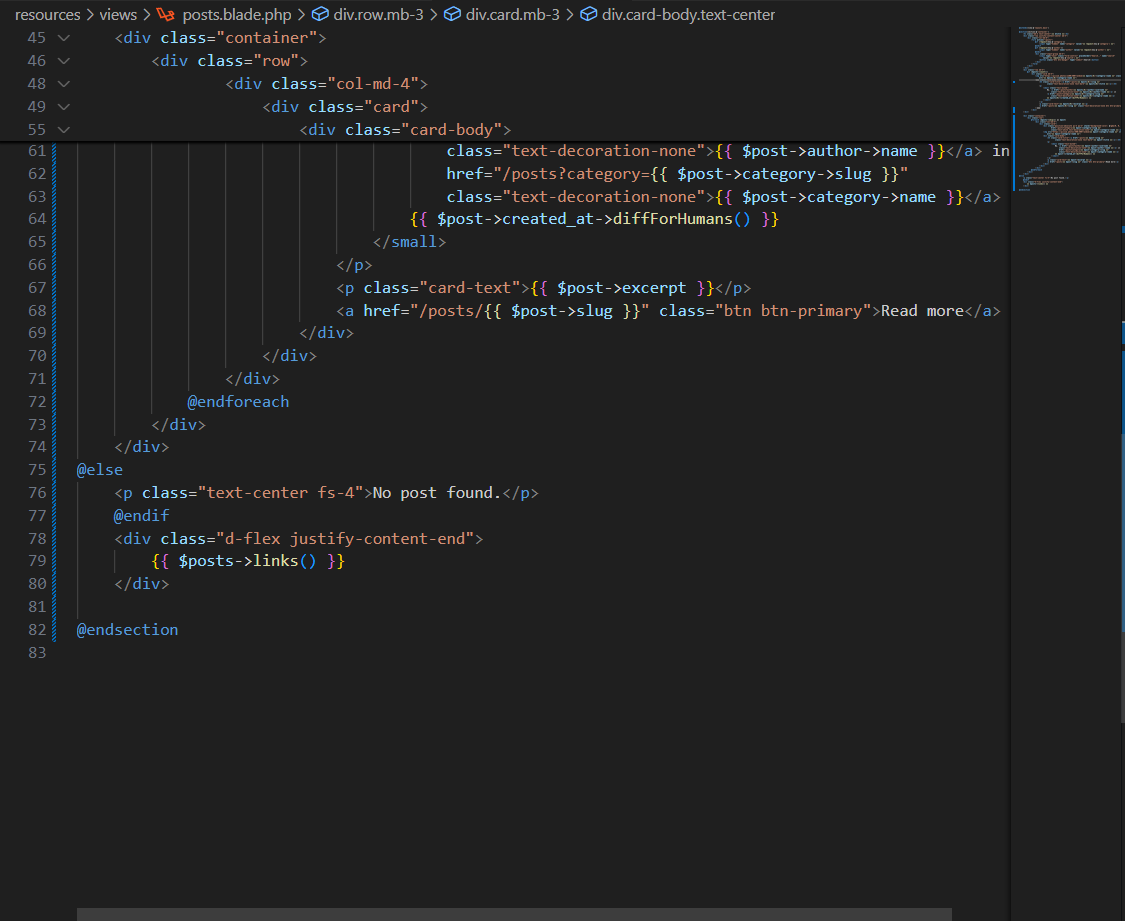 resources > views > posts.blade.php > div.row.mb-3 > div.card.mb-3 > div.card-body.text-center
45 <div class="container">
46 <div class="row">
48 <div class="col-md-4">
49 <div class="card">
55 <div class="card-body">
61 class="text-decoration-none">{{ $post->author->name }}</a> in
62 href="/posts?category={{ $post->category->slug }}"
63 class="text-decoration-none">{{ $post->category->name }}</a>
64 {{ $post->created_at->diffForHumans() }}
65 </small>
66 </p>
67 <p class="card-text">{{ $post->excerpt }}</p>
68 <a href="/posts/{{ $post->slug }}" class="btn btn-primary">Read more</a>
69 </div>
70 </div>
71 </div>
72 @endforeach
73 </div>
74 </div>
75 @else
76 <p class="text-center fs-4">No post found.</p>
77 @endif
78 <div class="d-flex justify-content-end">
79 {{ $posts->links() }}
80 </div>
81
82 @endsection
83